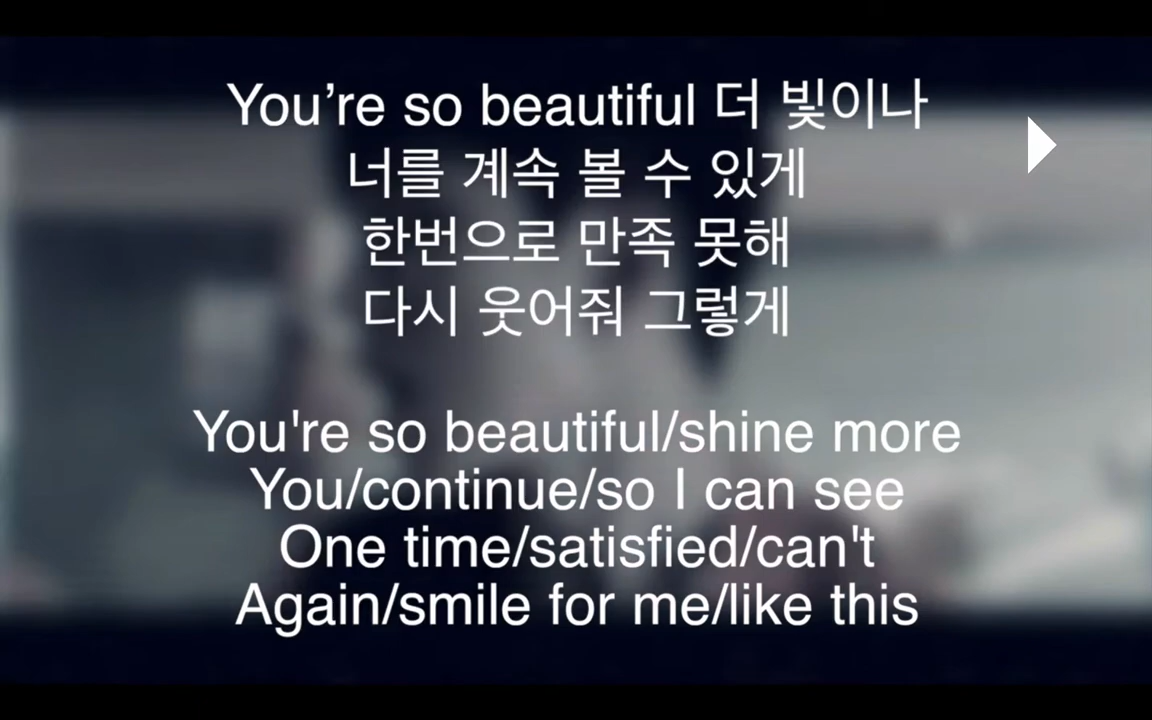 You’re so beautiful 더 빛이나
너를 계속 볼 수 있게
한번으로 만족 못해
다시 웃어줘 그렇게
You're so beautiful/shine more
You/continue/so I can see
One time/satisfied/can't
Again/smile for me/like this